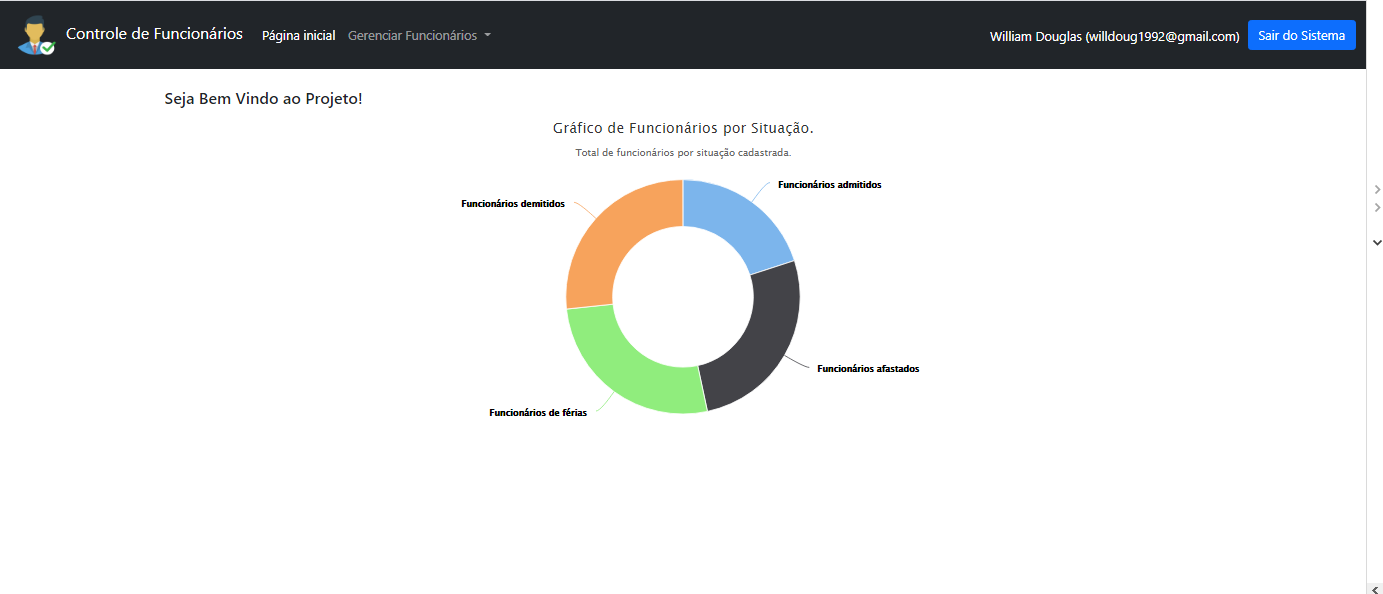 Controle de Funcionários Página inicial Gerenciar Funcionários William Douglas (willdoug1992@gmail.com) Sair do Sistema
Seja Bem Vindo ao Projeto!
Gráfico de Funcionários por Situação.
Total de funcionários por situação cadastrada.
Funcionários admitidos
Funcionários demitidos
Funcionários afastados
Funcionários de férias